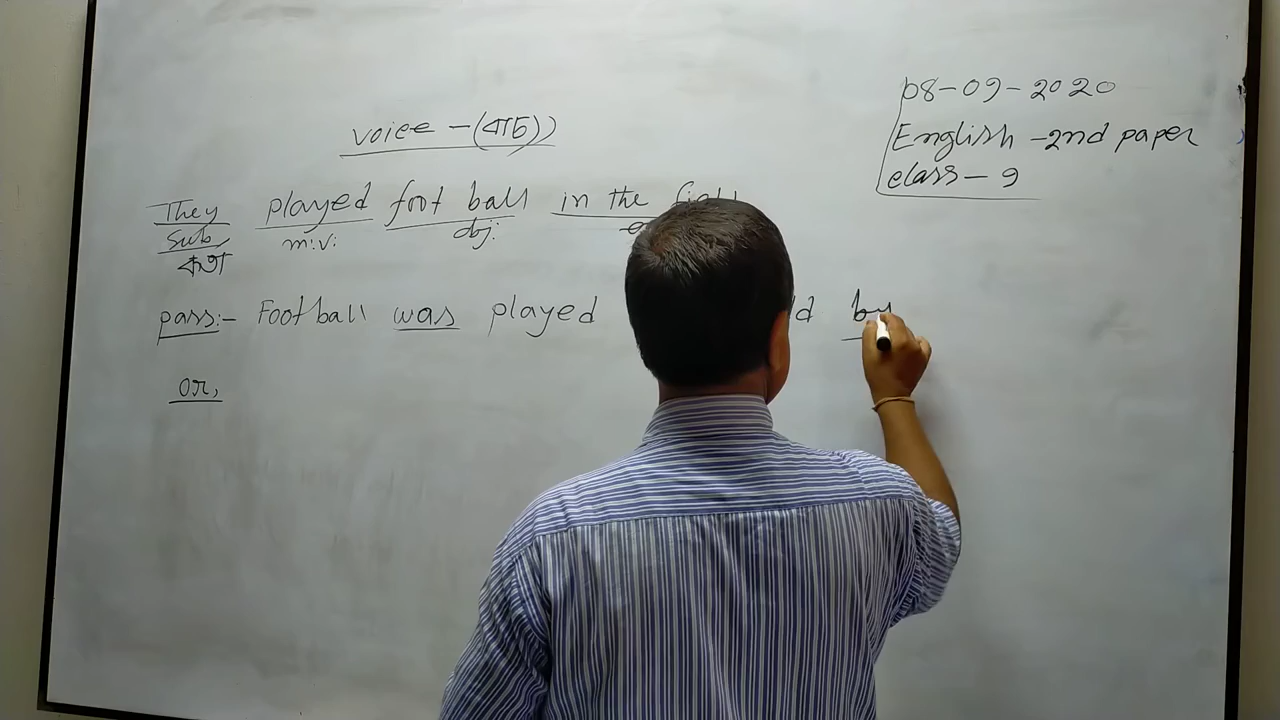 08-09-2020
English -2nd paper
class - 9
voice -(বাচ্য)
They played foot ball in the field
Sub m:v: obj:
কর্তা
pass:- Football was played by
or,